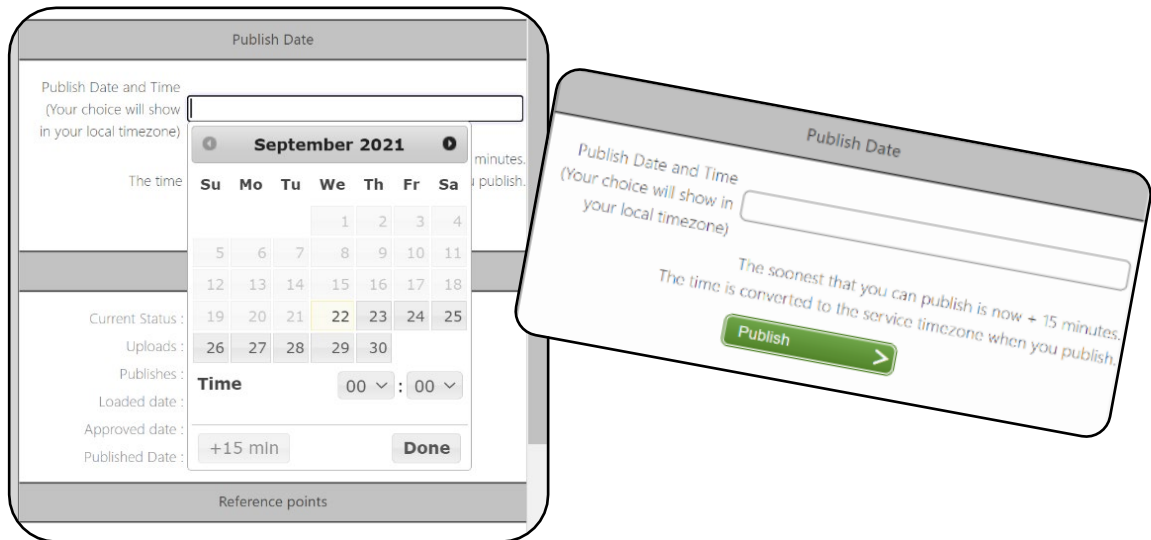 Publish Date
Publish Date and Time
(Your choice will show
in your local timezone)
minutes.
The time
u publish.
September 2021
Su Mo Tu We Th Fr Sa
1 2 3 4
5 6 7 8 9 10 11
12 13 14 15 16 17 18
19 20 21 22 23 24 25
26 27 28 29 30
Time 00 : 00
+15 min Done
Current Status :
Uploads :
Publishes :
Loaded date :
Approved date :
Published Date :
Reference points
Publish Date
Publish Date and Time
(Your choice will show in
your local timezone)
The soonest that you can publish is now + 15 minutes.
The time is converted to the service timezone when you publish.
Publish